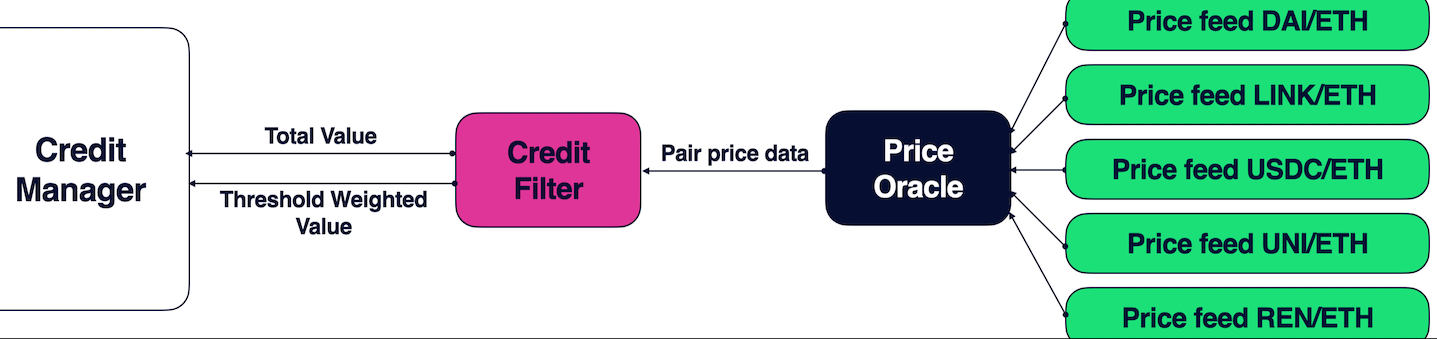 Credit
Manager
Total Value
Threshold Weighted
Value
Credit
Filter
Pair price data
Price
Oracle
Price feed DAI/ETH
Price feed LINK/ETH
Price feed USDC/ETH
Price feed UNI/ETH
Price feed REN/ETH